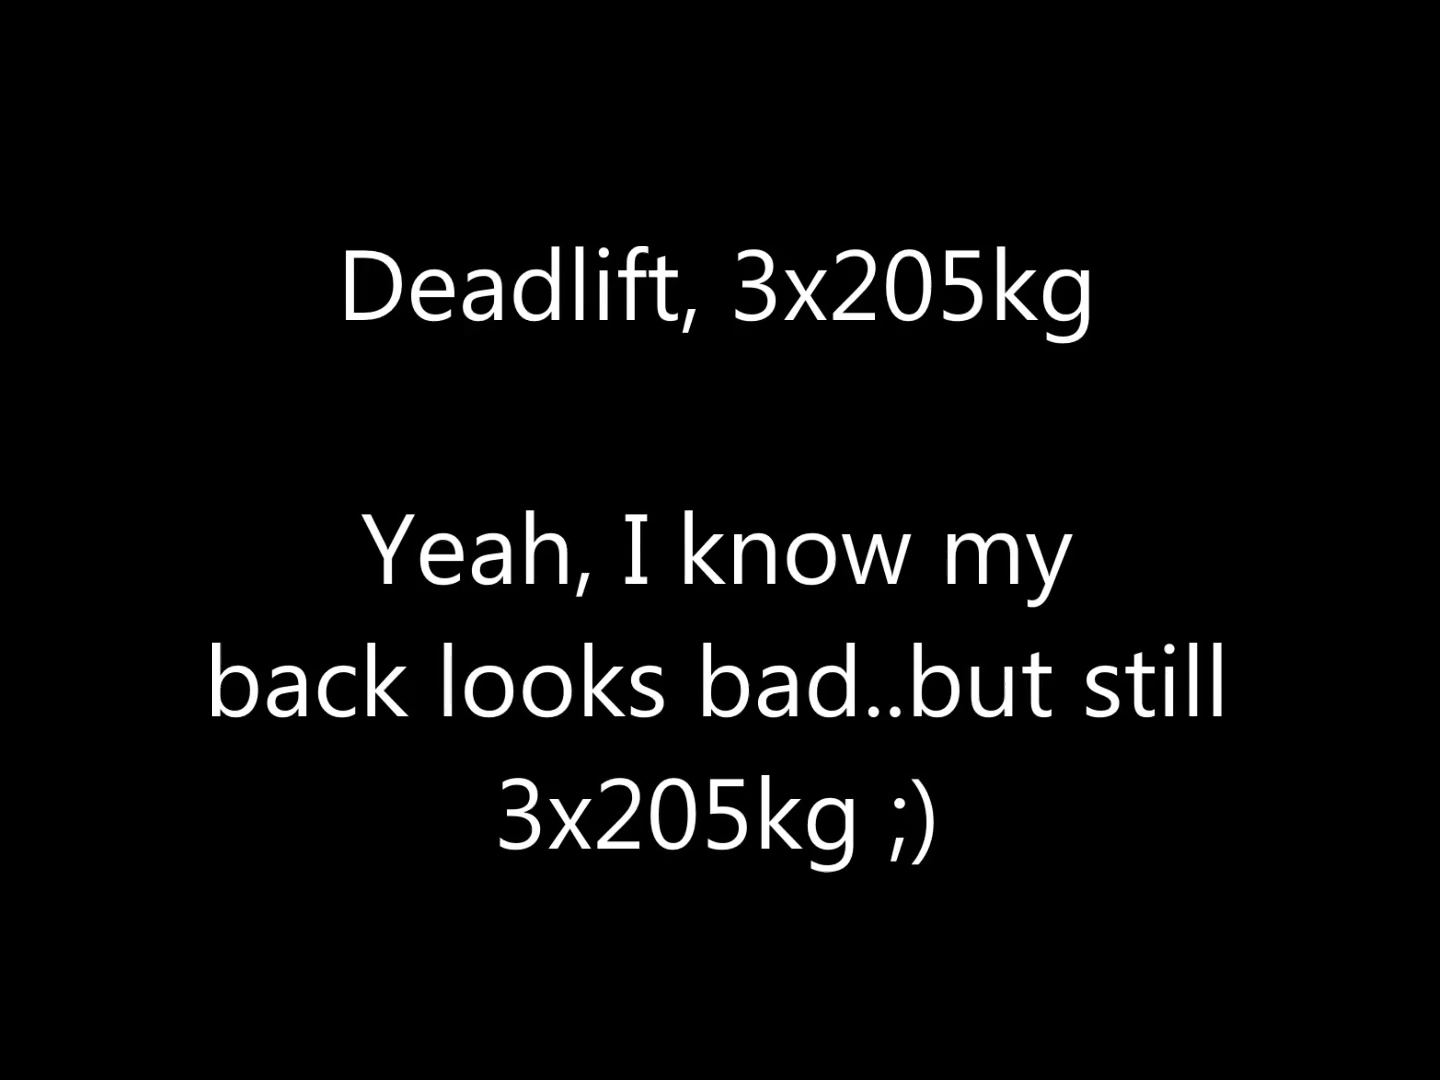 Deadlift, 3x205kg
Yeah, I know my
back looks bad..but still
3x205kg ;)